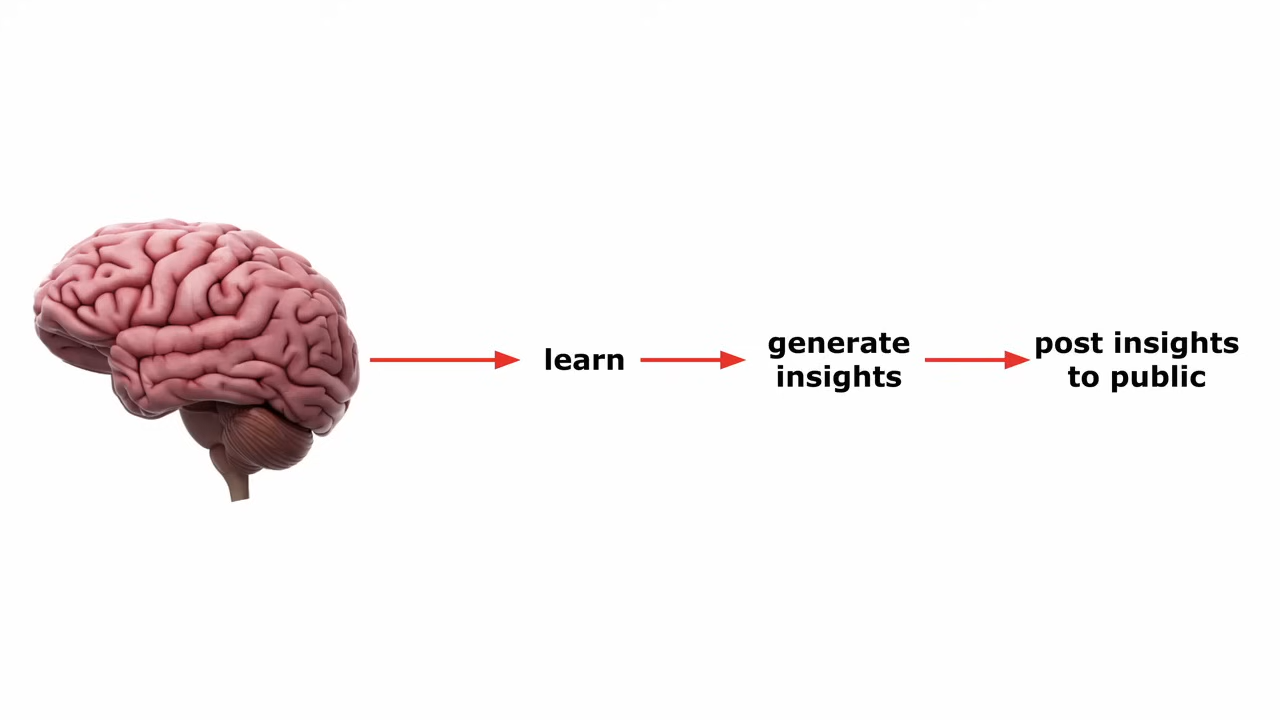 learn
generate
insights
post insights
to public